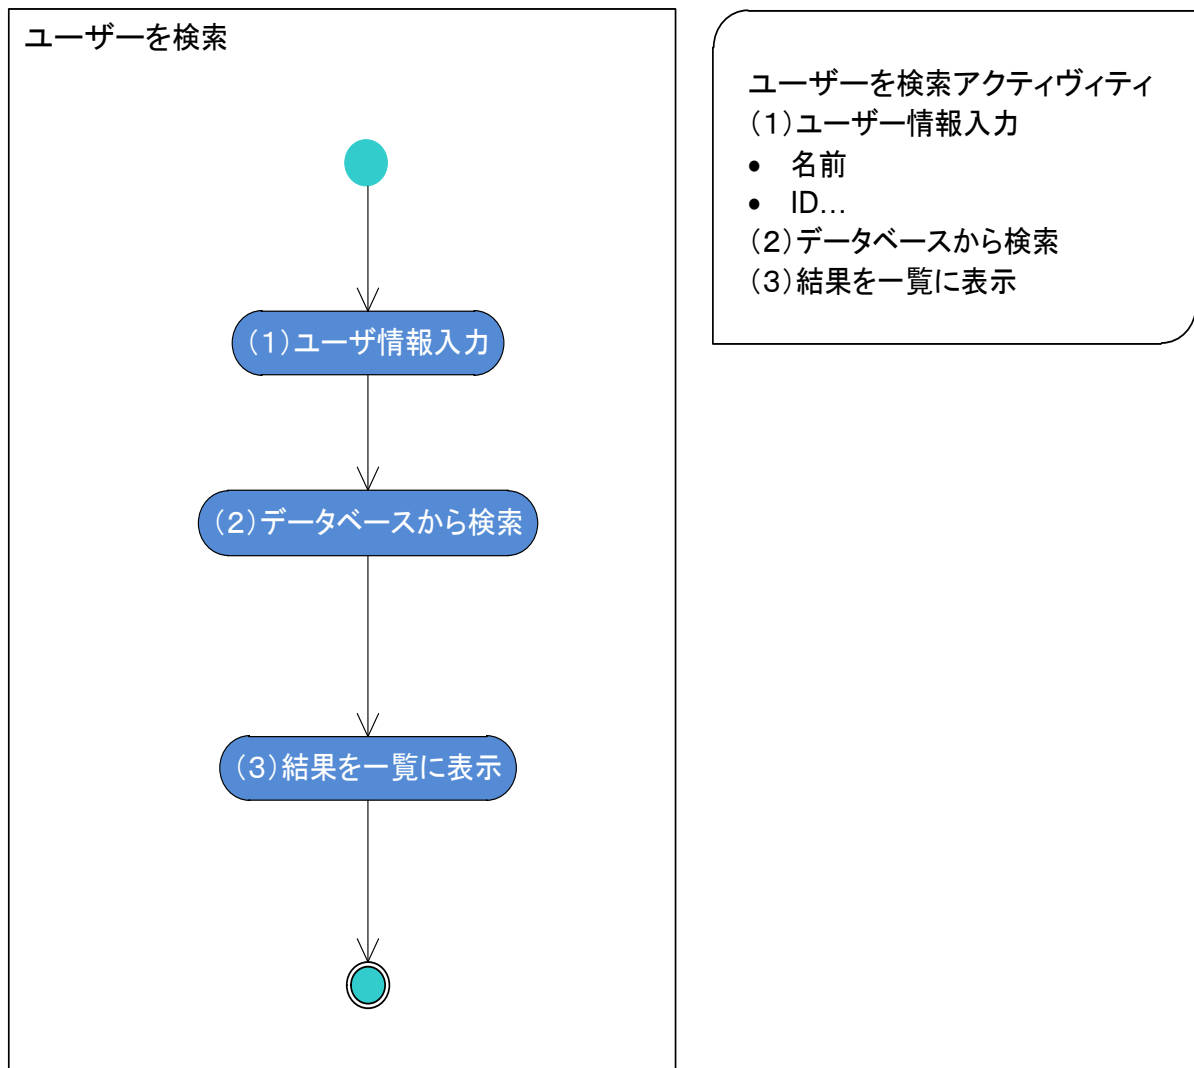 ユーザーを検索
(1)ユーザ情報入力
(2)データベースから検索
(3)結果を一覧に表示
ユーザーを検索アクティヴィティ
(1)ユーザー情報入力
• 名前
• ID...
(2)データベースから検索
(3)結果を一覧に表示